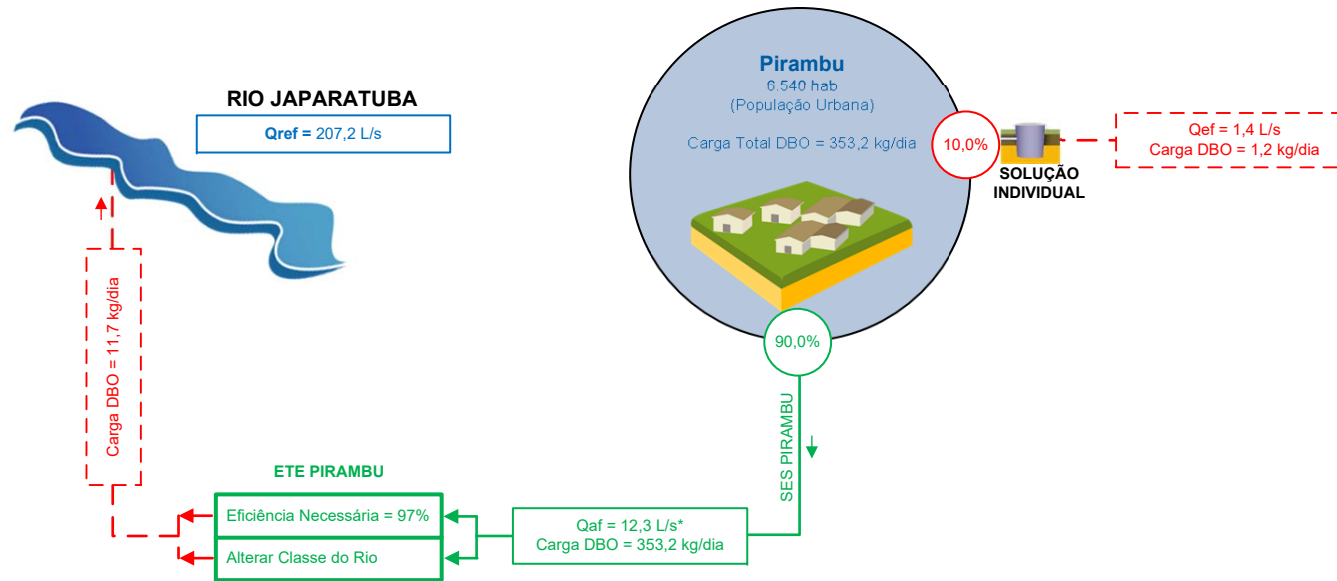 RIO JAPARATUBA
Qref = 207,2 L/s
Pirambu
6.540 hab
(População Urbana)
Carga Total DBO = 353,2 kg/dia
10,0%
SOLUÇÃO
INDIVIDUAL
Qef = 1,4 L/s
Carga DBO = 1,2 kg/dia
90,0%
SES PIRAMBU
Carga DBO = 11,7 kg/dia
ETE PIRAMBU
Eficiência Necessária = 97%
Alterar Classe do Rio
Qaf = 12,3 L/s*
Carga DBO = 353,2 kg/dia